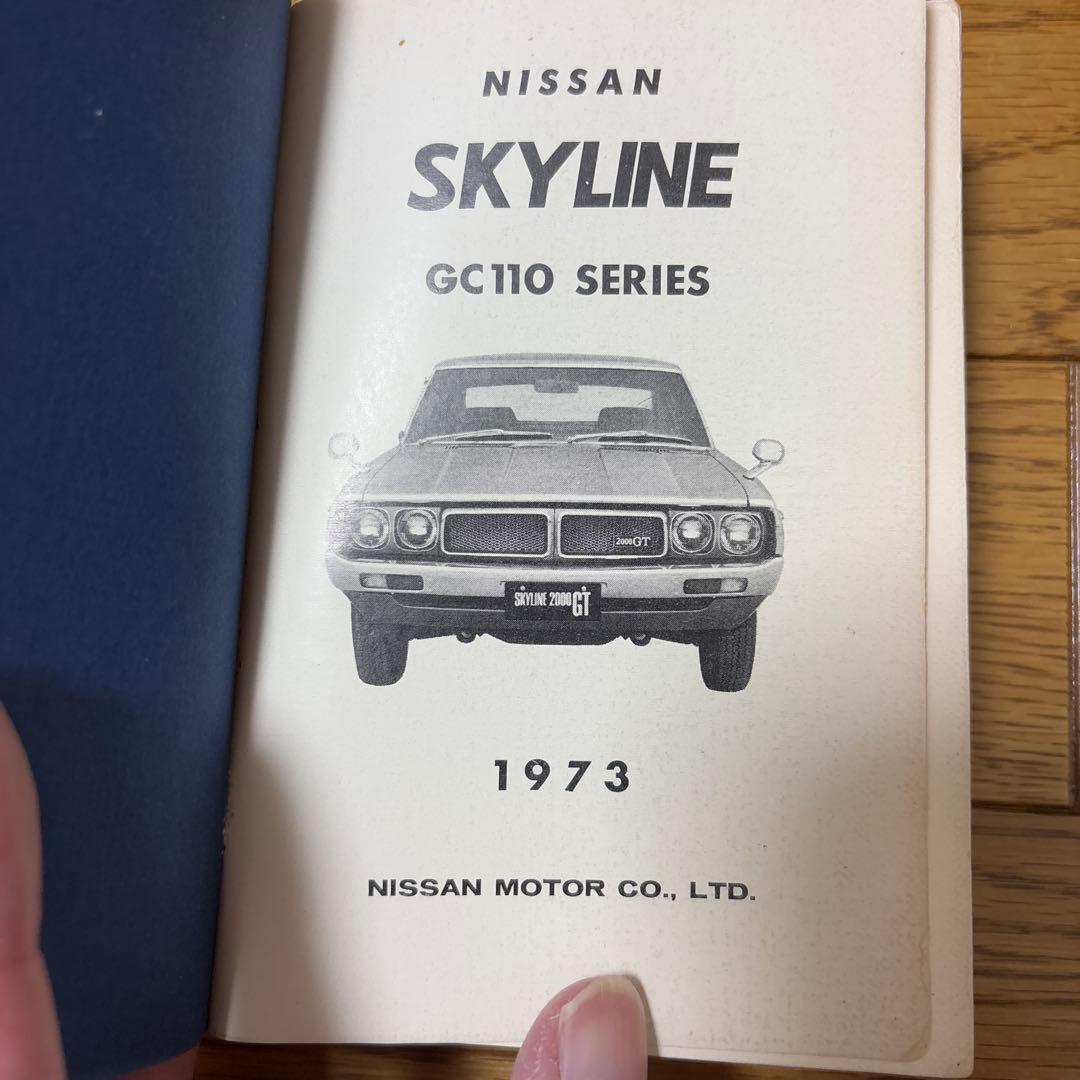 NISSAN
SKYLINE
GC110 SERIES
2000GT
SKYLINE 2000GT
1973
NISSAN MOTOR CO., LTD.